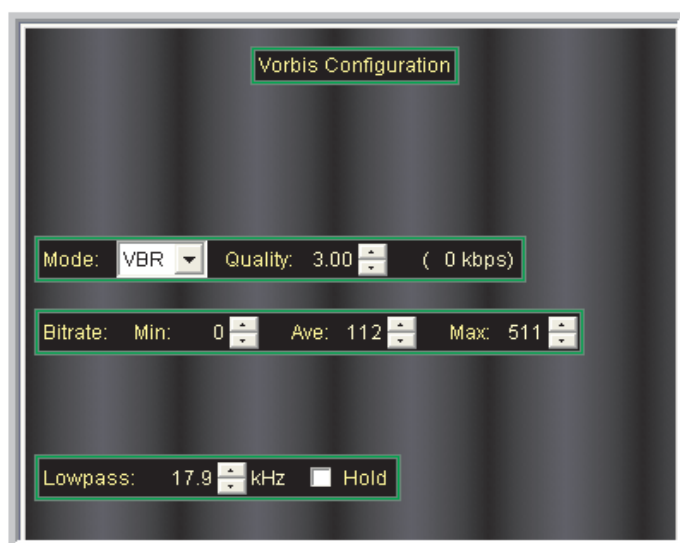 Vorbis Configuration
Mode: VBR Quality: 3.00 ( 0 kbps)
Bitrate: Min: 0 Ave: 112 Max: 511
Lowpass: 17.9 kHz Hold